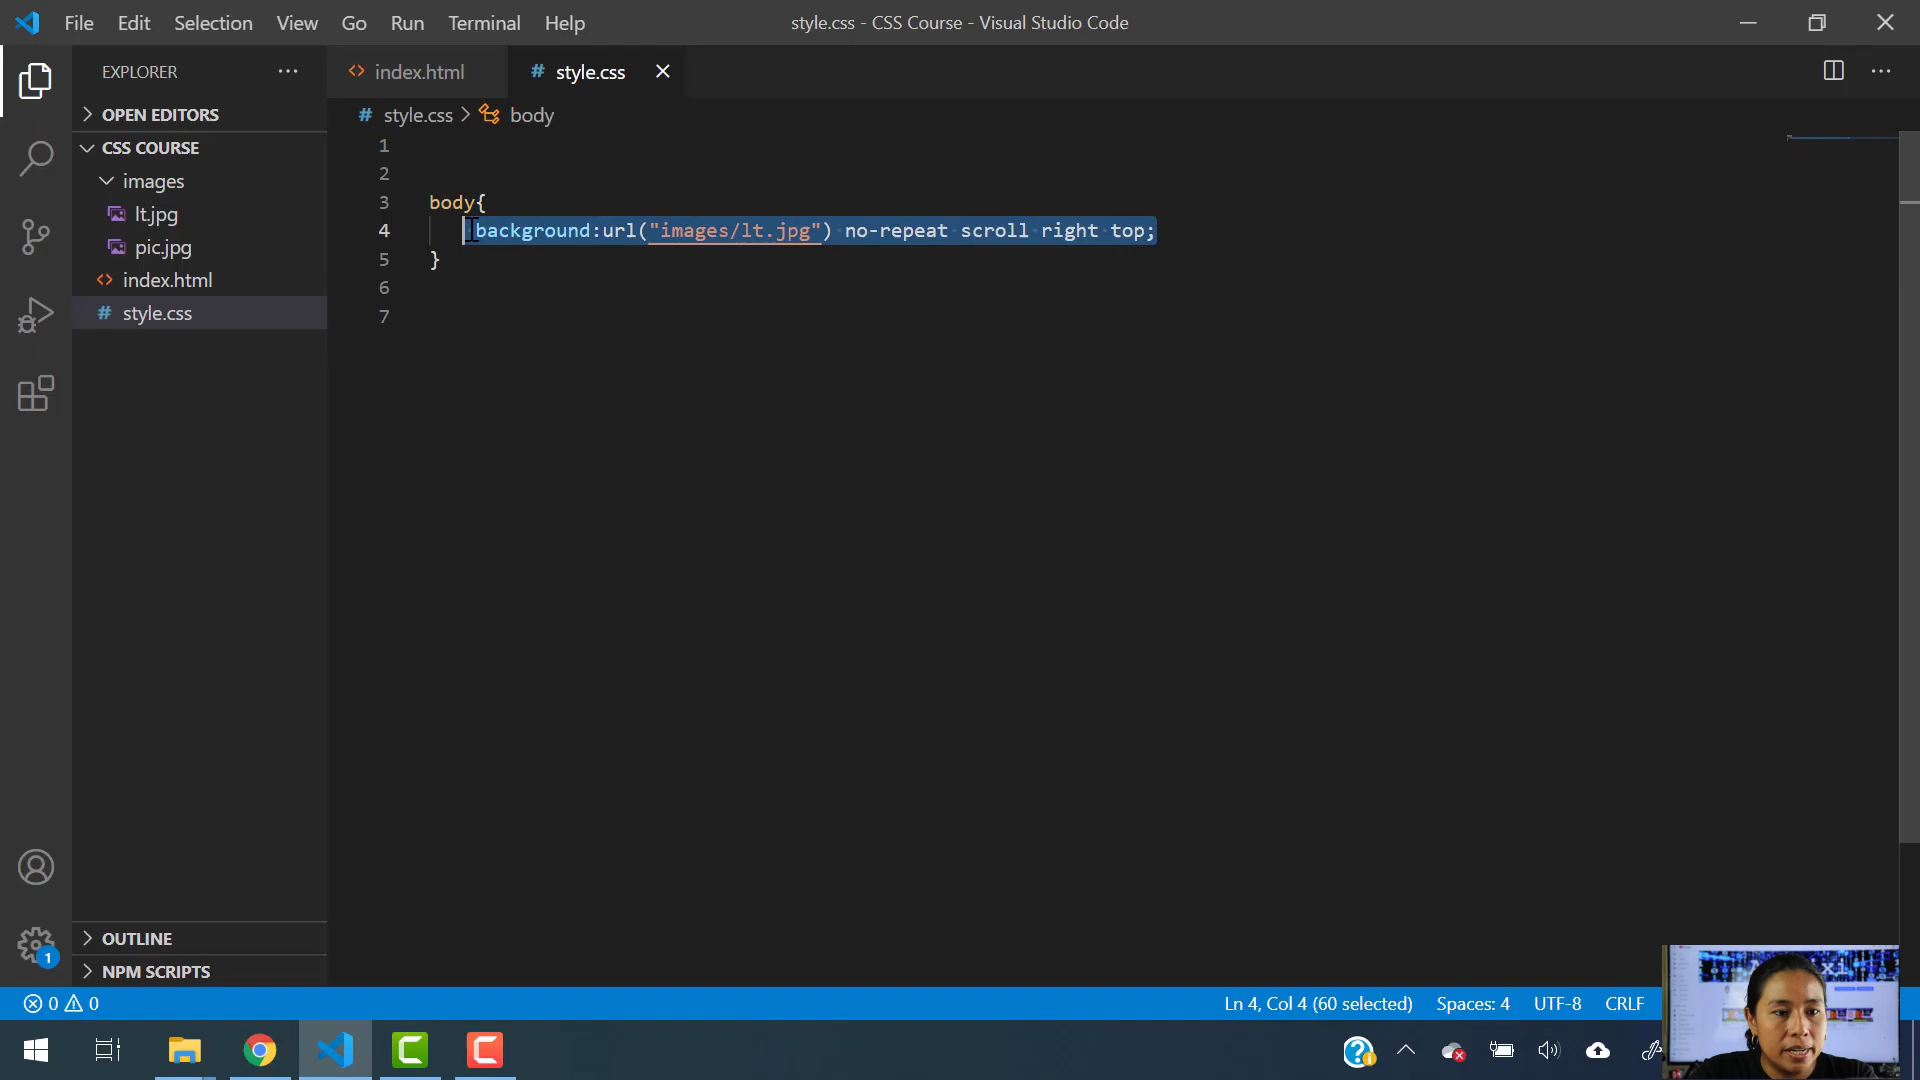 File Edit Selection View Go Run Terminal Help
style.css - CSS Course - Visual Studio Code
EXPLORER
OPEN EDITORS
CSS COURSE
images
lt.jpg
pic.jpg
index.html
style.css
index.html
# style.css
# style.css > body
1
2
3 body{
4 background:url("images/lt.jpg") no-repeat scroll right top;
5 }
6
7
OUTLINE
NPM SCRIPTS
1
0 0
Ln 4, Col 4 (60 selected) Spaces: 4 UTF-8 CRLF